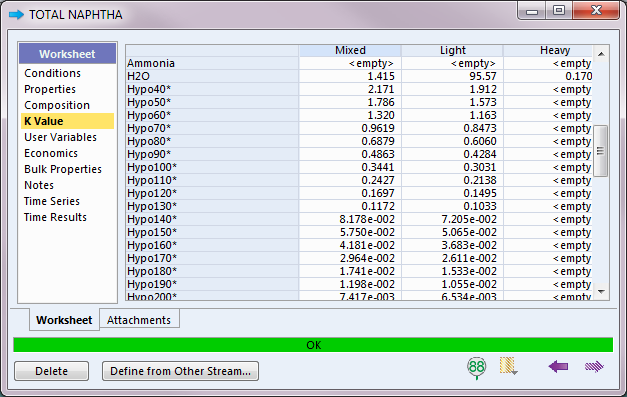 TOTAL NAPHTHA
Worksheet
Conditions
Properties
Composition
K Value
User Variables
Economics
Bulk Properties
Notes
Time Series
Time Results
Mixed Light Heavy
Ammonia <empty> <empty> <empty
H2O 1.415 95.57 0.170
Hypo40* 2.171 1.912 <empty
Hypo50* 1.786 1.573 <empty
Hypo60* 1.320 1.163 <empty
Hypo70* 0.9619 0.8473 <empty
Hypo80* 0.6879 0.6060 <empty
Hypo90* 0.4863 0.4284 <empty
Hypo100* 0.3441 0.3031 <empty
Hypo110* 0.2427 0.2138 <empty
Hypo120* 0.1697 0.1495 <empty
Hypo130* 0.1172 0.1033 <empty
Hypo140* 8.178e-002 7.205e-002 <empty
Hypo150* 5.750e-002 5.065e-002 <empty
Hypo160* 4.181e-002 3.683e-002 <empty
Hypo170* 2.964e-002 2.611e-002 <empty
Hypo180* 1.741e-002 1.533e-002 <empty
Hypo190* 1.198e-002 1.055e-002 <empty
Hypo200* 7.417e-003 6.534e-003 <empty
Worksheet Attachments
OK
Delete Define from Other Stream... 88